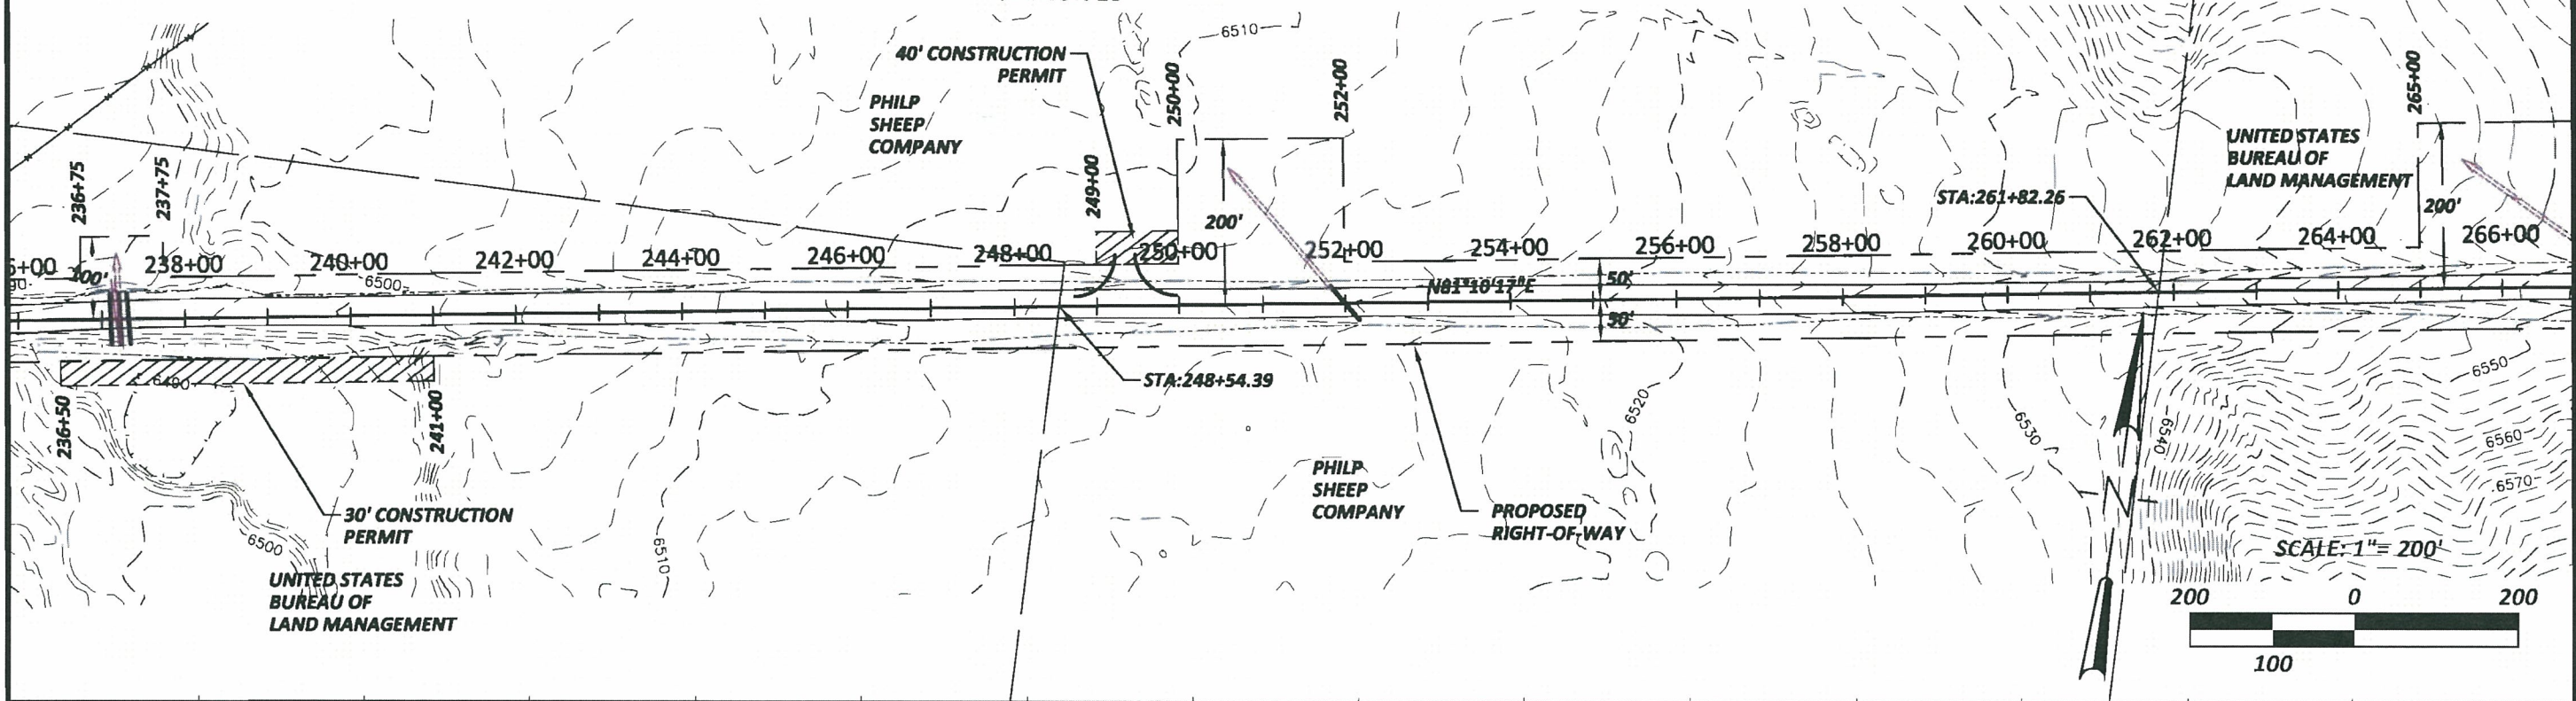 6510
40' CONSTRUCTION
PERMIT
PHILP
SHEEP
COMPANY
250+00
252+00
249+00
265+00
UNITED STATES
BUREAU OF
LAND MANAGEMENT
STA:261+82.26
236+75
237+75
200'
200'
238+00
240+00
242+00
244+00
246+00
248+00
250+00
252+00
254+00
256+00
258+00
260+00
262+00
264+00
266+00
6500
N81°10'17"E
50'
50'
STA:248+54.39
6490
236+50
241+00
30' CONSTRUCTION
PERMIT
6500
6510
UNITED STATES
BUREAU OF
LAND MANAGEMENT
PHILP
SHEEP
COMPANY
PROPOSED
RIGHT-OF-WAY
6520
6530
6540
6550
6560
6570
N
SCALE: 1"= 200'
200
0
200
100